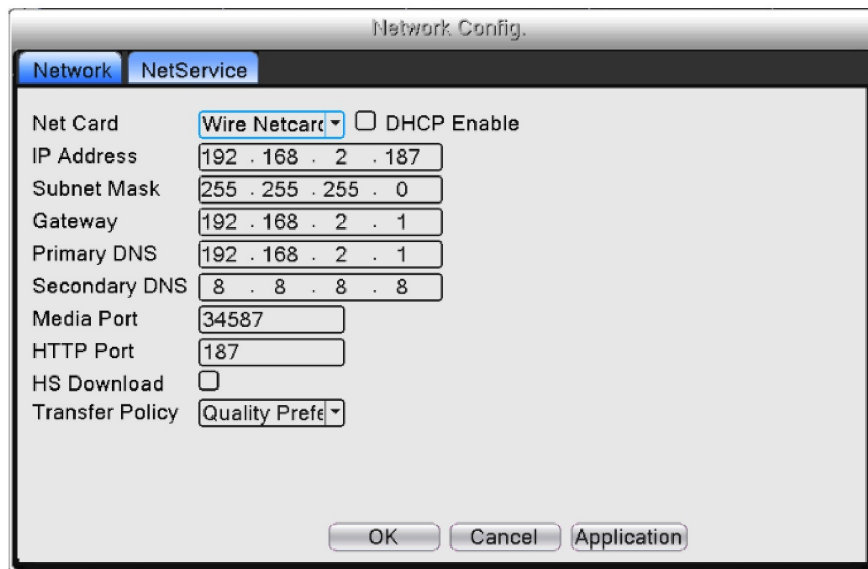 Network Config.
Network NetService
Net Card Wire Netcard DHCP Enable
IP Address 192 . 168 . 2 . 187
Subnet Mask 255 . 255 . 255 . 0
Gateway 192 . 168 . 2 . 1
Primary DNS 192 . 168 . 2 . 1
Secondary DNS 8 . 8 . 8 . 8
Media Port 34587
HTTP Port 187
HS Download
Transfer Policy Quality Prefe
OK Cancel Application